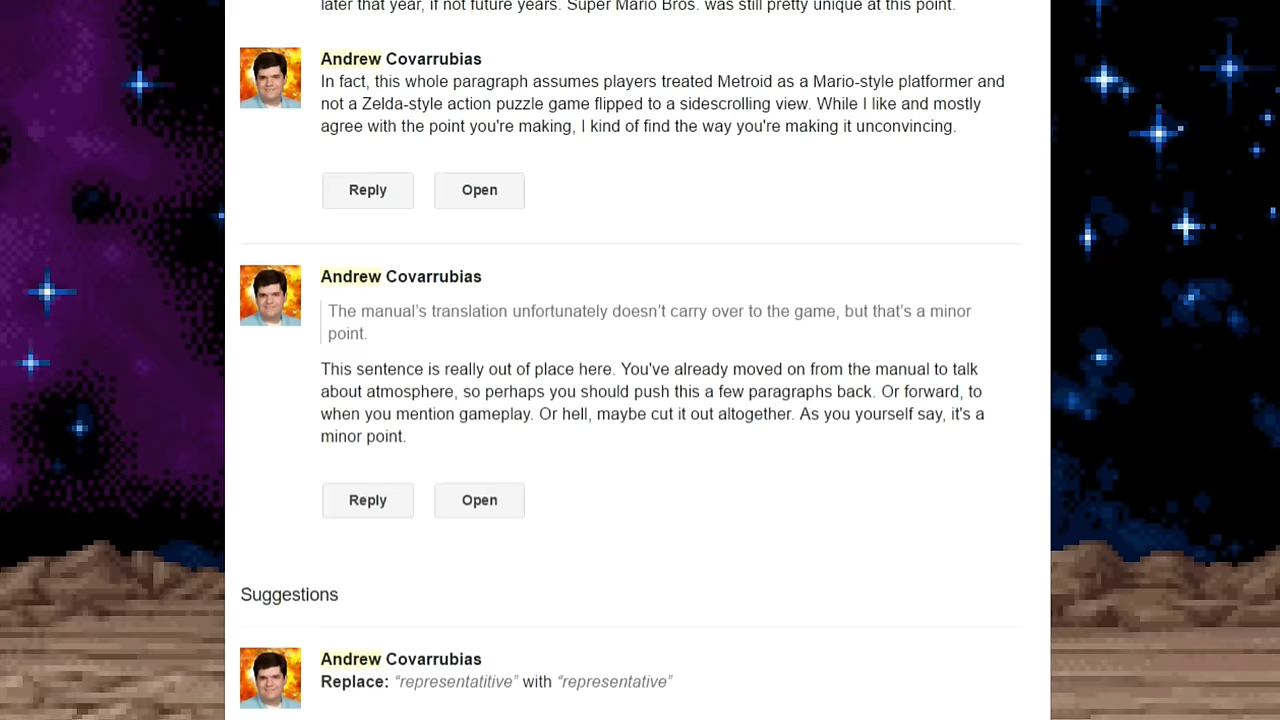 later that year, if not future years. Super Mario Bros. was still pretty unique at this point.
Andrew Covarrubias
In fact, this whole paragraph assumes players treated Metroid as a Mario-style platformer and
not a Zelda-style action puzzle game flipped to a sidescrolling view. While I like and mostly
agree with the point you're making, I kind of find the way you're making it unconvincing.
Reply Open
Andrew Covarrubias
The manual’s translation unfortunately doesn’t carry over to the game, but that’s a minor
point.
This sentence is really out of place here. You've already moved on from the manual to talk
about atmosphere, so perhaps you should push this a few paragraphs back. Or forward, to
when you mention gameplay. Or hell, maybe cut it out altogether. As you yourself say, it's a
minor point.
Reply Open
Suggestions
Andrew Covarrubias
Replace: “representatitive” with “representative”